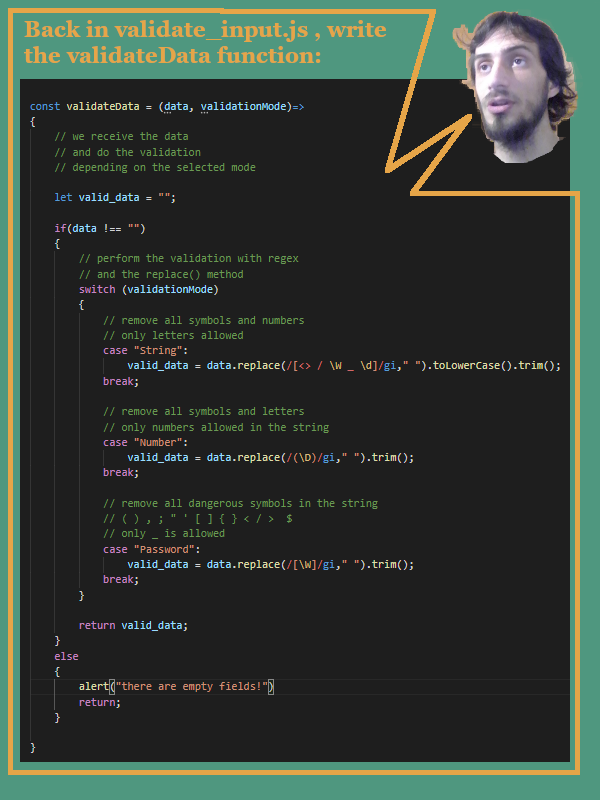 Back in validate_input.js , write
the validateData function:
const validateData = (data, validationMode)=>
{
// we receive the data
// and do the validation
// depending on the selected mode
let valid_data = "";
if(data !== "")
{
// perform the validation with regex
// and the replace() method
switch (validationMode)
{
// remove all symbols and numbers
// only letters allowed
case "String":
valid_data = data.replace(/[<> / \W _ \d]/gi," ").toLowerCase().trim();
break;
// remove all symbols and letters
// only numbers allowed in the string
case "Number":
valid_data = data.replace(/(\D)/gi," ").trim();
break;
// remove all dangerous symbols in the string
// ( ) , ; " ' [ ] { } < / >  $
// only _ is allowed
case "Password":
valid_data = data.replace(/[\W]/gi," ").trim();
break;
}
return valid_data;
}
else
{
alert("there are empty fields!")
return;
}
}